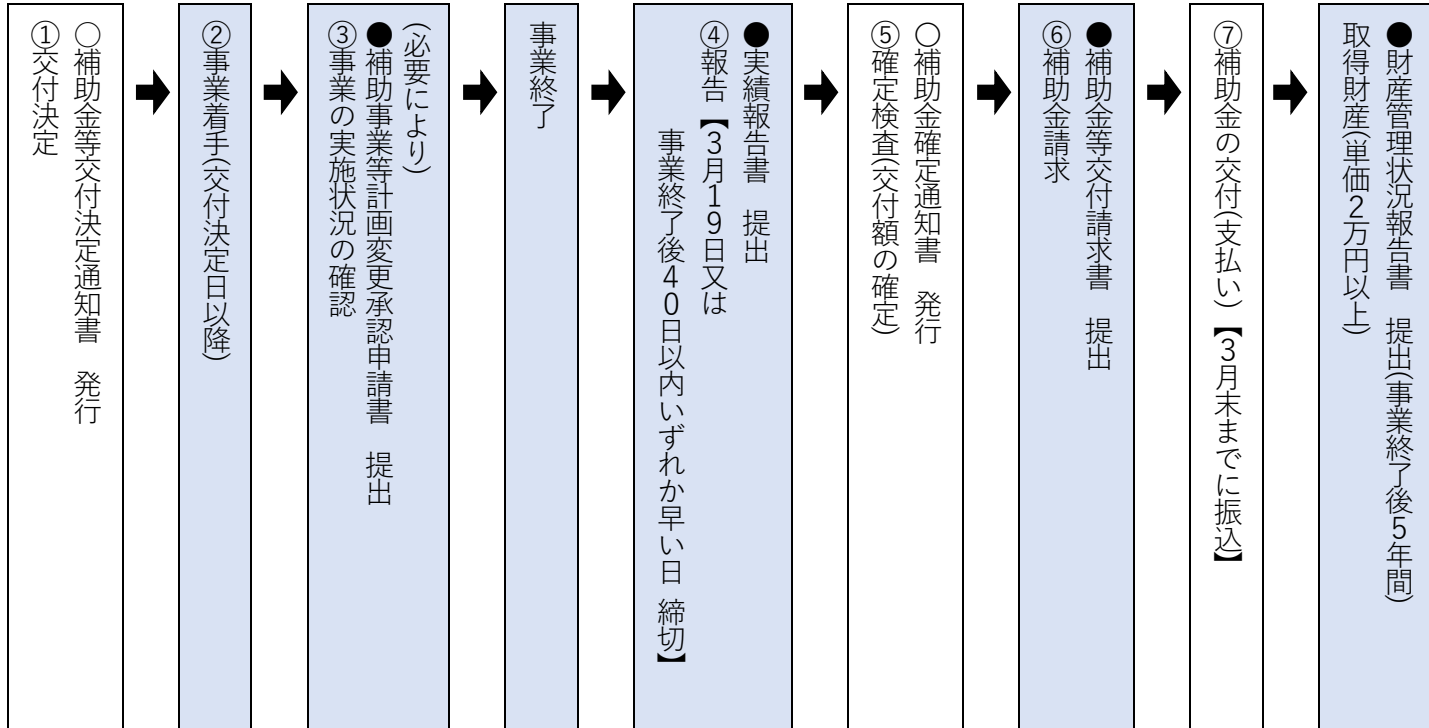 ○補助金等交付決定通知書　発行
①交付決定
②事業着手(交付決定日以降)
(必要により)
●補助事業等計画変更承認申請書　提出
③事業の実施状況の確認
事業終了
●実績報告書　提出
④報告【3月19日又は
事業終了後40日以内いずれか早い日 締切】
○補助金確定通知書　発行
⑤確定検査(交付額の確定)
●補助金等交付請求書　提出
⑥補助金請求
⑦補助金の交付(支払い)【3月末までに振込】
●財産管理状況報告書　提出(事業終了後5年間)
取得財産(単価2万円以上)